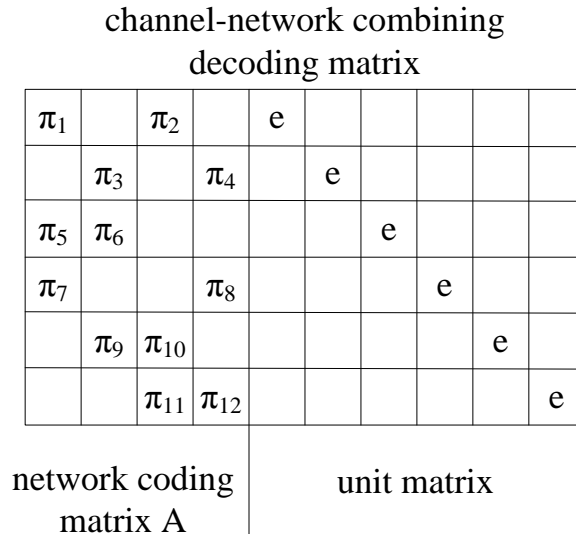 channel-network combining
decoding matrix
π₁ π₂ e
π₃ π₄ e
π₅ π₆ e
π₇ π₈ e
π₉ π₁₀ e
π₁₁ π₁₂ e
network coding
matrix A
unit matrix